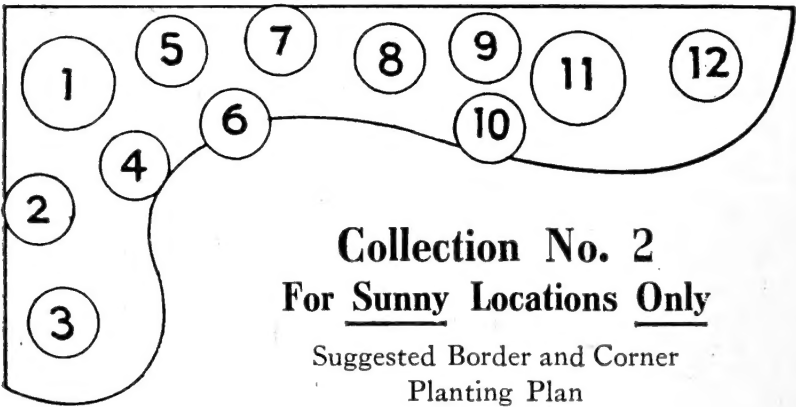 1 5 7 8 9 11 12
6 10
4
2
3
Collection No. 2
For Sunny Locations Only
Suggested Border and Corner
Planting Plan